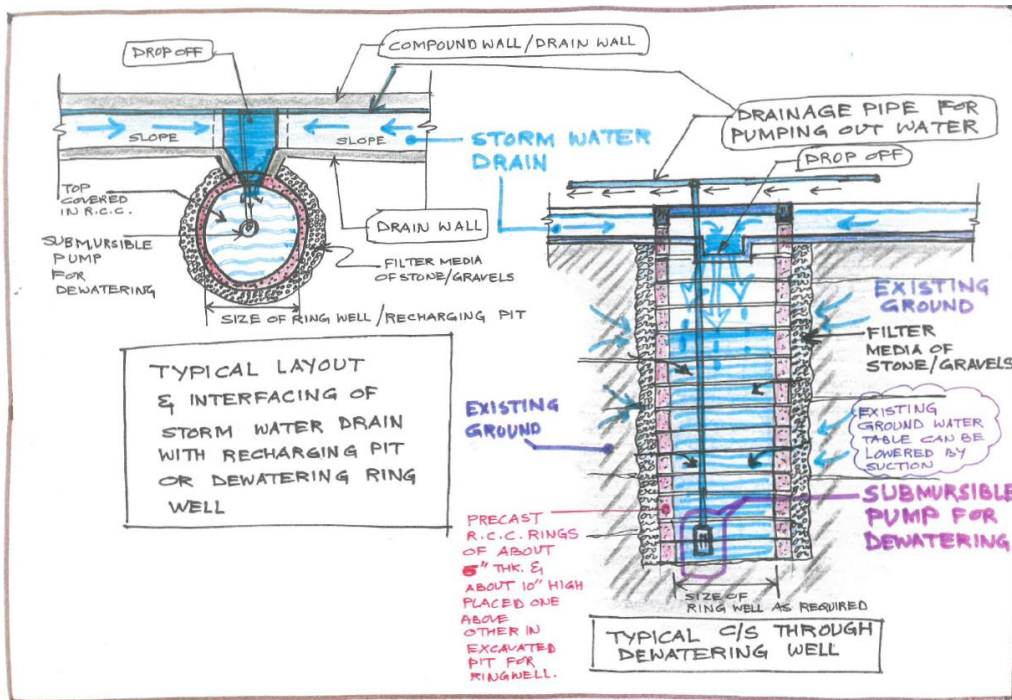 DROP OFF
COMPOUND WALL/DRAIN WALL
SLOPE
SLOPE
STORM WATER
DRAIN
TOP
COVERED
IN R.C.C.
SUBMURSIBLE
PUMP
FOR
DEWATERING
DRAIN WALL
FILTER MEDIA
OF STONE/GRAVELS
SIZE OF RING WELL/RECHARGING PIT
TYPICAL LAYOUT
& INTERFACING OF
STORM WATER DRAIN
WITH RECHARGING PIT
OR DEWATERING RING
WELL
DRAINAGE PIPE FOR
PUMPING OUT WATER
DROP OFF
EXISTING
GROUND
FILTER
MEDIA OF
STONE/GRAVELS
EXISTING
GROUND WATER
TABLE CAN BE
LOWERED BY
SUCTION
EXISTING
GROUND
SUBMURSIBLE
PUMP FOR
DEWATERING
PRECAST
R.C.C. RINGS
OF ABOUT
6" THK. &
ABOUT 10" HIGH
PLACED ONE
ABOVE
OTHER IN
EXCAVATED
PIT FOR
RINGWELL.
SIZE OF
RING WELL AS REQUIRED
TYPICAL C/S THROUGH
DEWATERING WELL